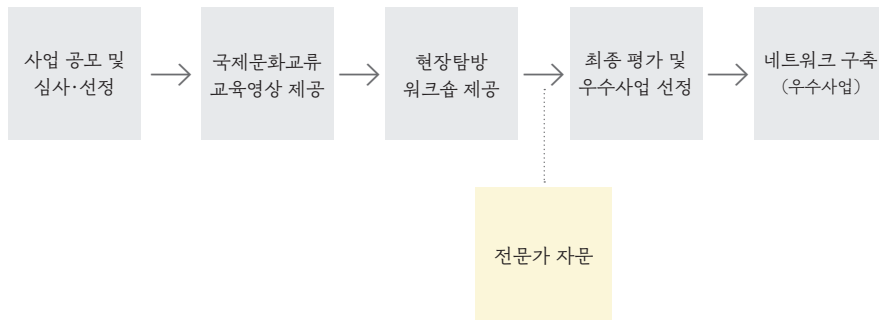 사업 공모 및
심사·선정
국제문화교류
교육영상 제공
현장탐방
워크숍 제공
최종 평가 및
우수사업 선정
네트워크 구축
(우수사업)
전문가 자문